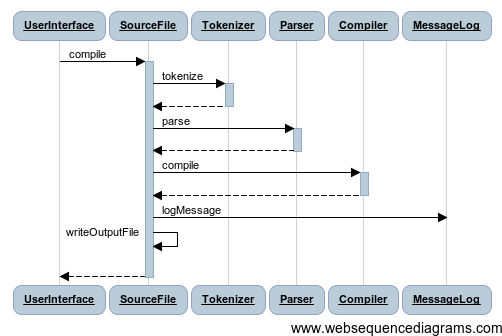 UserInterface SourceFile Tokenizer Parser Compiler MessageLog
compile
tokenize
parse
compile
logMessage
writeOutputFile
UserInterface SourceFile Tokenizer Parser Compiler MessageLog
www.websequencediagrams.com